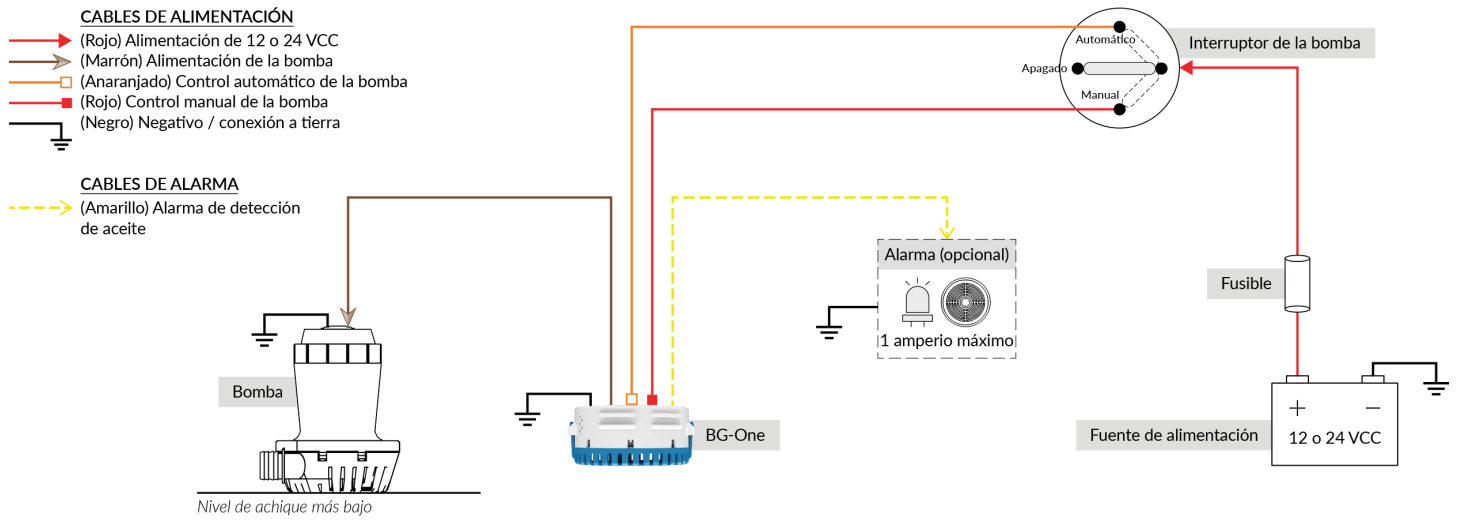 CABLES DE ALIMENTACIÓN
(Rojo) Alimentación de 12 o 24 VCC
(Marrón) Alimentación de la bomba
(Anaranjado) Control automático de la bomba
(Rojo) Control manual de la bomba
(Negro) Negativo / conexión a tierra
CABLES DE ALARMA
(Amarillo) Alarma de detección
de aceite
Automático
Apagado
Manual
Interruptor de la bomba
Alarma (opcional)
1 amperio máximo
Fusible
Bomba
BG-One
Fuente de alimentación
+ −
12 o 24 VCC
Nivel de achique más bajo